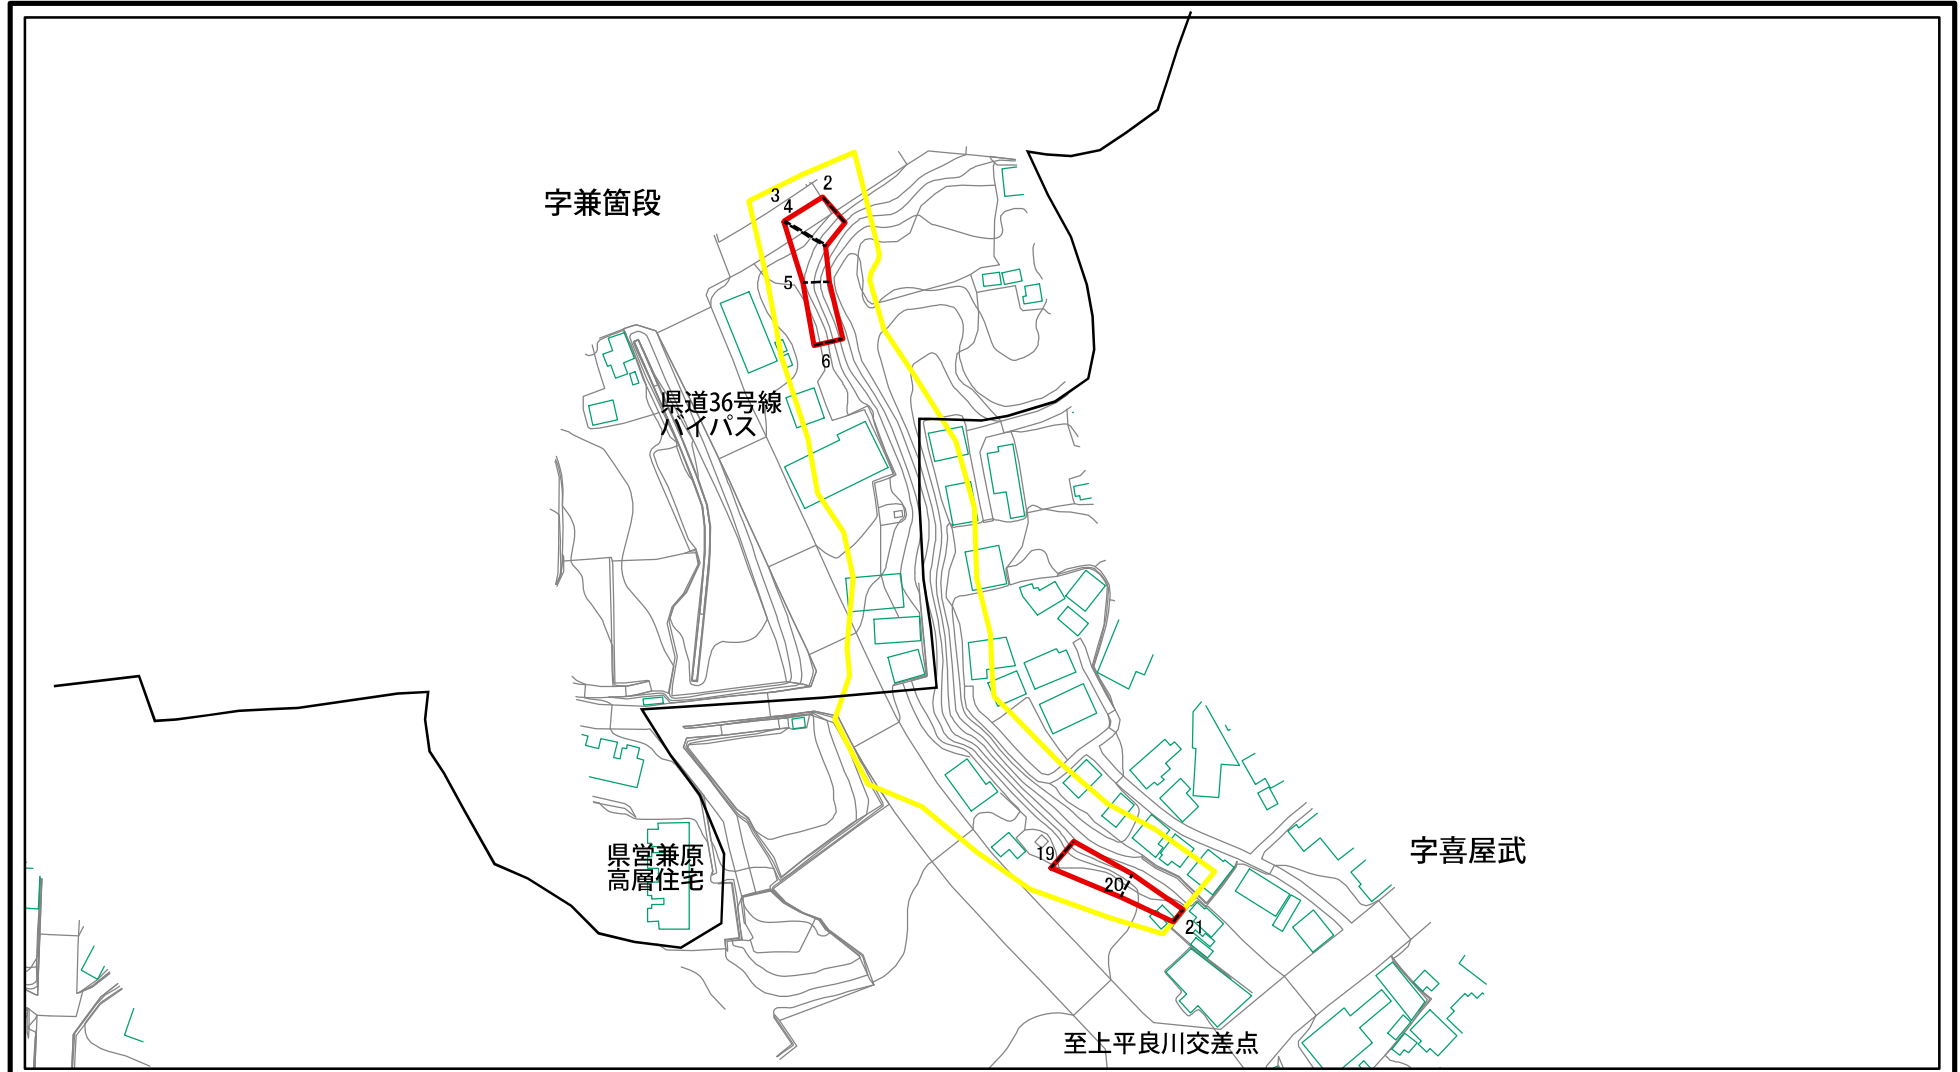 2
3
4
字兼箇段
5
6
県道36号線
バイパス
字喜屋武
県営兼原
高層住宅
19
20
21
至上平良川交差点